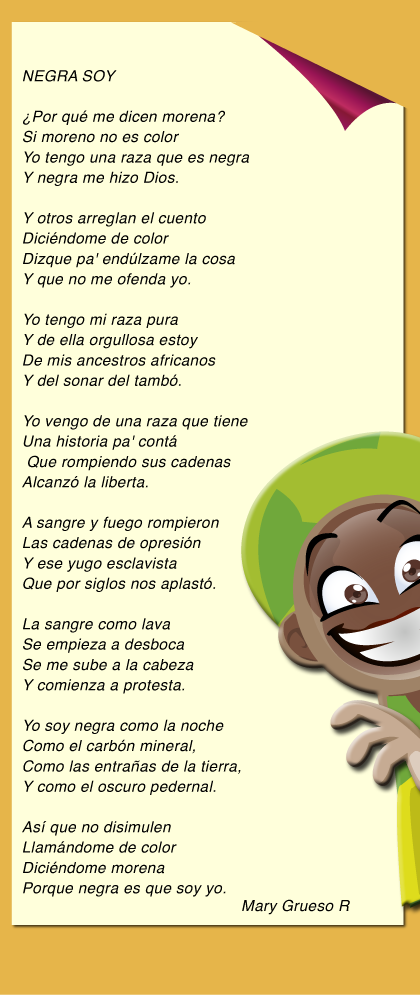 NEGRA SOY
¿Por qué me dicen morena?
Si moreno no es color
Yo tengo una raza que es negra
Y negra me hizo Dios.
Y otros arreglan el cuento
Diciéndome de color
Dizque pa' endúlzame la cosa
Y que no me ofenda yo.
Yo tengo mi raza pura
Y de ella orgullosa estoy
De mis ancestros africanos
Y del sonar del tambó.
Yo vengo de una raza que tiene
Una historia pa' contá
Que rompiendo sus cadenas
Alcanzó la liberta.
A sangre y fuego rompieron
Las cadenas de opresión
Y ese yugo esclavista
Que por siglos nos aplastó.
La sangre como lava
Se empieza a desboca
Se me sube a la cabeza
Y comienza a protesta.
Yo soy negra como la noche
Como el carbón mineral,
Como las entrañas de la tierra,
Y como el oscuro pedernal.
Así que no disimulen
Llamándome de color
Diciéndome morena
Porque negra es que soy yo.
Mary Grueso R